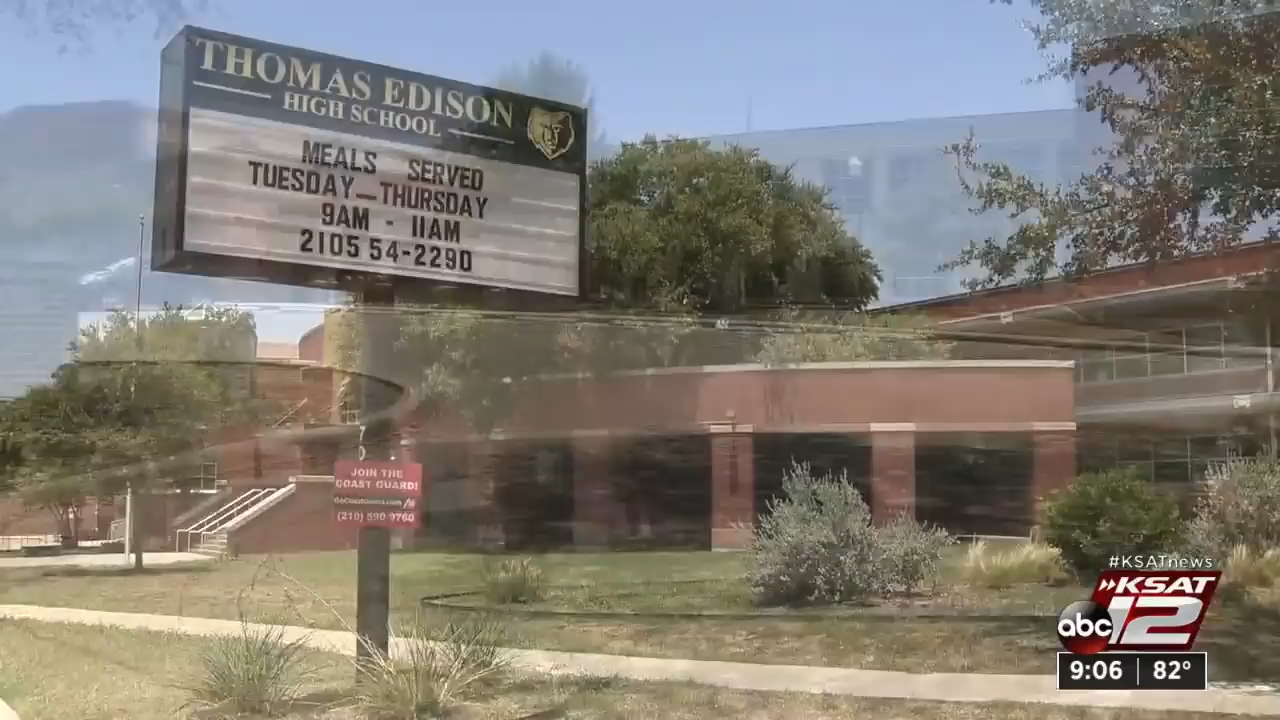 THOMAS EDISON
HIGH SCHOOL
MEALS SERVED
TUESDAY—THURSDAY
9AM - 11AM
2105 54-2290
JOIN THE
COAST GUARD!
(210) 590-9760
#KSATnews
KSAT
abc 12
9:06 82°